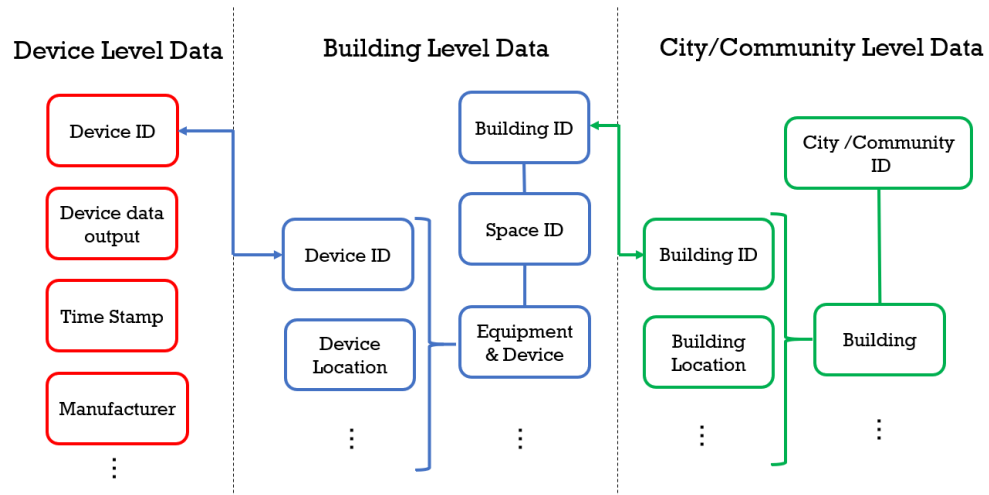 Device Level Data
Device ID
Device data
output
Time Stamp
Manufacturer
...
Building Level Data
Building ID
Space ID
Equipment
& Device
...
Device ID
Device
Location
...
City/Community Level Data
City /Community
ID
Building
...
Building ID
Building
Location
...